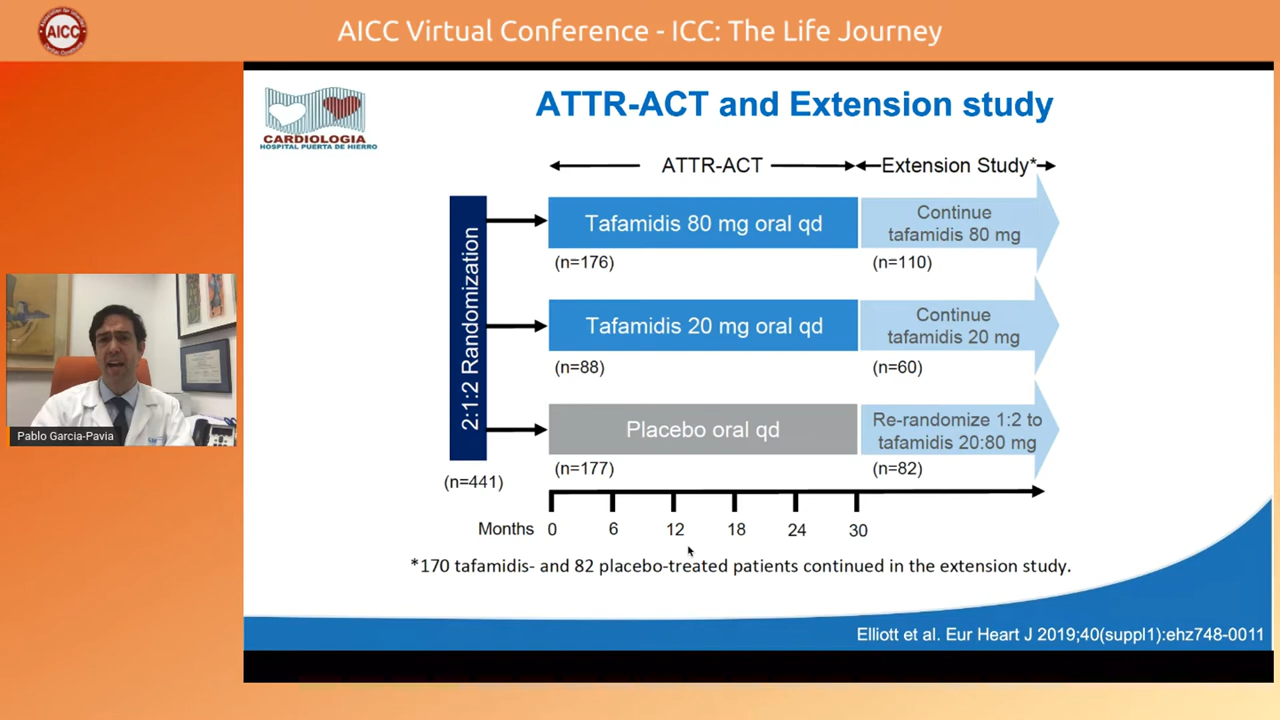 AICC
AICC Virtual Conference - ICC: The Life Journey
CARDIOLOGIA
HOSPITAL PUERTA DE HIERRO
ATTR-ACT and Extension study
ATTR-ACT
Extension Study*
2:1:2 Randomization
(n=441)
Tafamidis 80 mg oral qd
(n=176)
Continue
tafamidis 80 mg
(n=110)
Tafamidis 20 mg oral qd
(n=88)
Continue
tafamidis 20 mg
(n=60)
Placebo oral qd
(n=177)
Re-randomize 1:2 to
tafamidis 20:80 mg
(n=82)
Months 0 6 12 18 24 30
*170 tafamidis- and 82 placebo-treated patients continued in the extension study.
Elliott et al. Eur Heart J 2019;40(suppl1):ehz748-0011
Pablo Garcia-Pavia